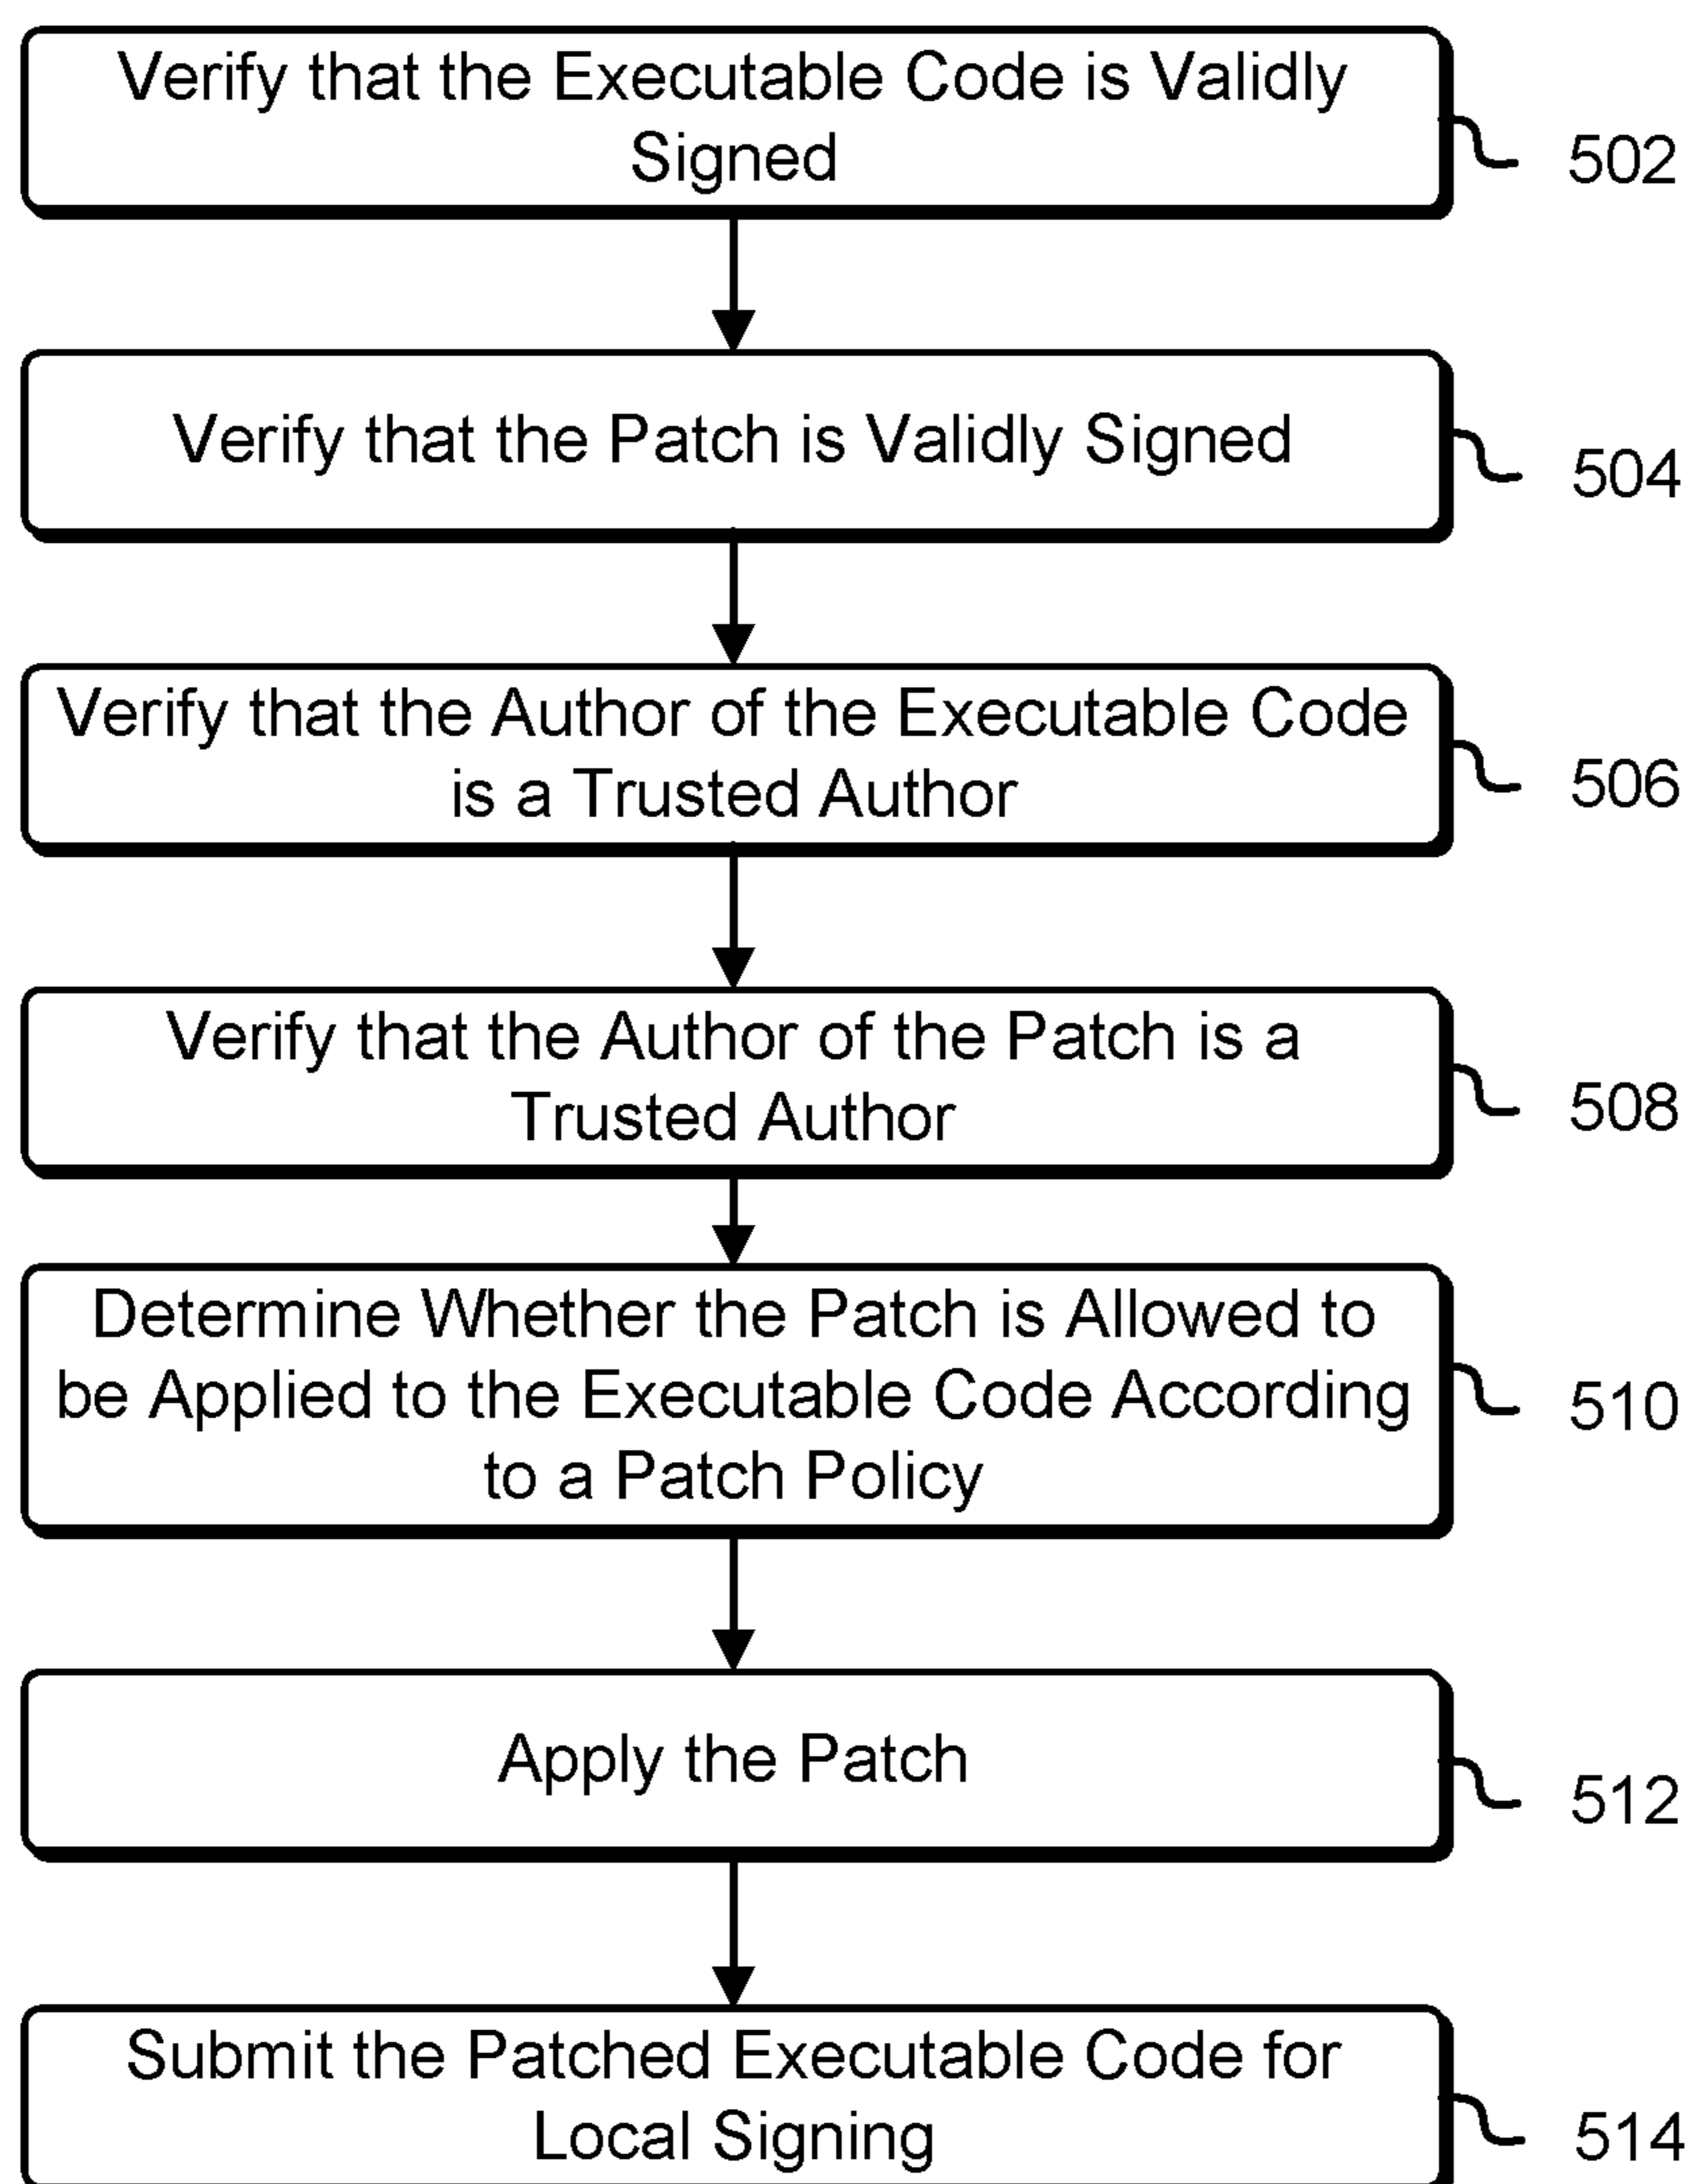 Verify that the Executable Code is Validly
Signed
502
Verify that the Patch is Validly Signed
504
Verify that the Author of the Executable Code
is a Trusted Author
506
Verify that the Author of the Patch is a
Trusted Author
508
Determine Whether the Patch is Allowed to
be Applied to the Executable Code According
to a Patch Policy
510
Apply the Patch
512
Submit the Patched Executable Code for
Local Signing
514